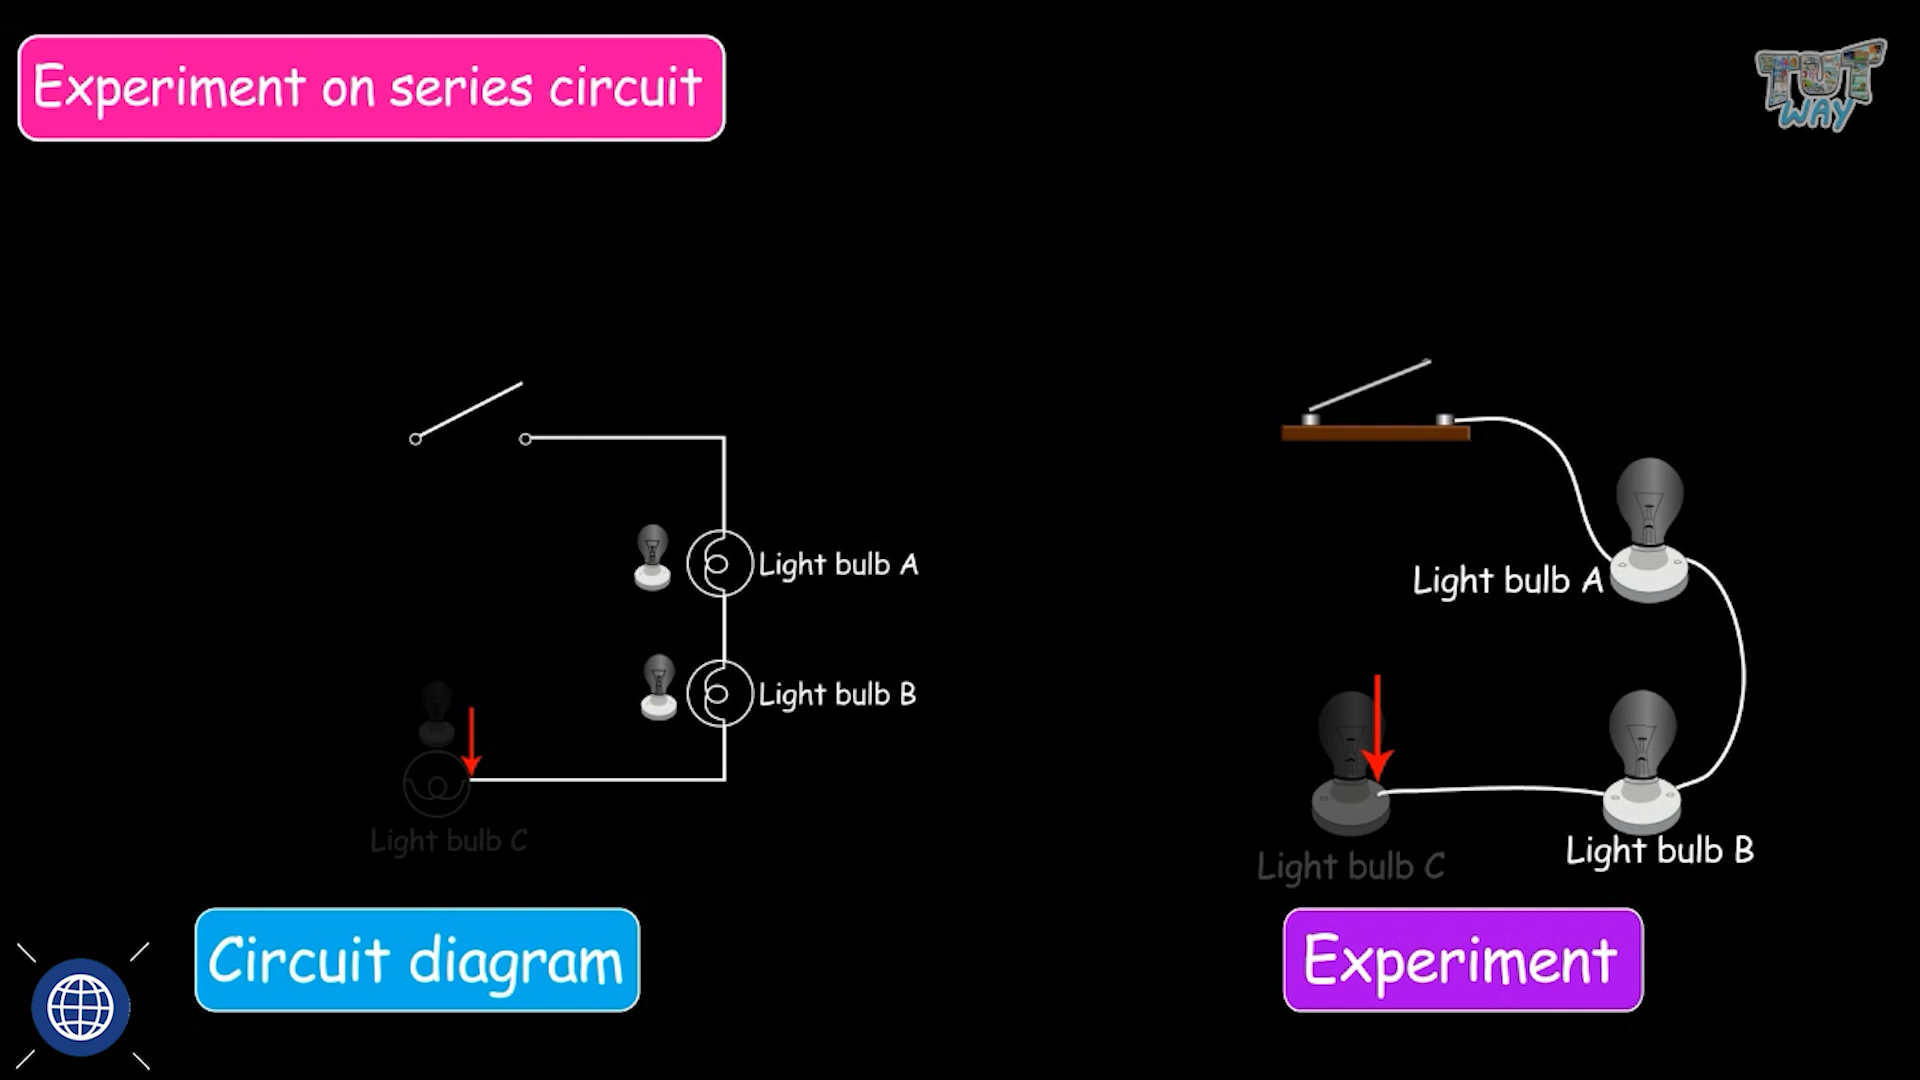 Experiment on series circuit
TUT
WAY
Light bulb A
Light bulb A
Light bulb B
Light bulb C
Light bulb B
Light bulb C
Circuit diagram
Experiment